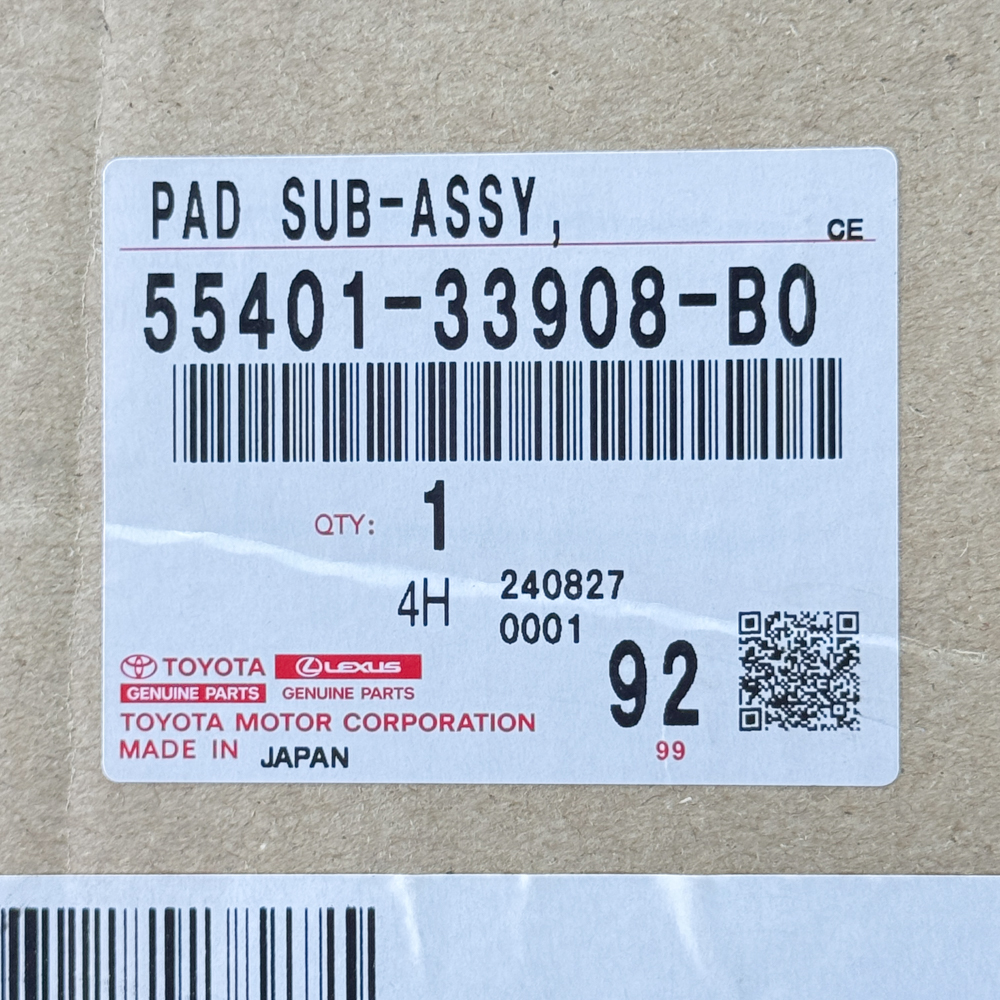 PAD SUB-ASSY,
CE
55401-33908-B0
QTY: 1
4H 240827
0001
92
TOYOTA LEXUS
GENUINE PARTS GENUINE PARTS
TOYOTA MOTOR CORPORATION
MADE IN JAPAN
99